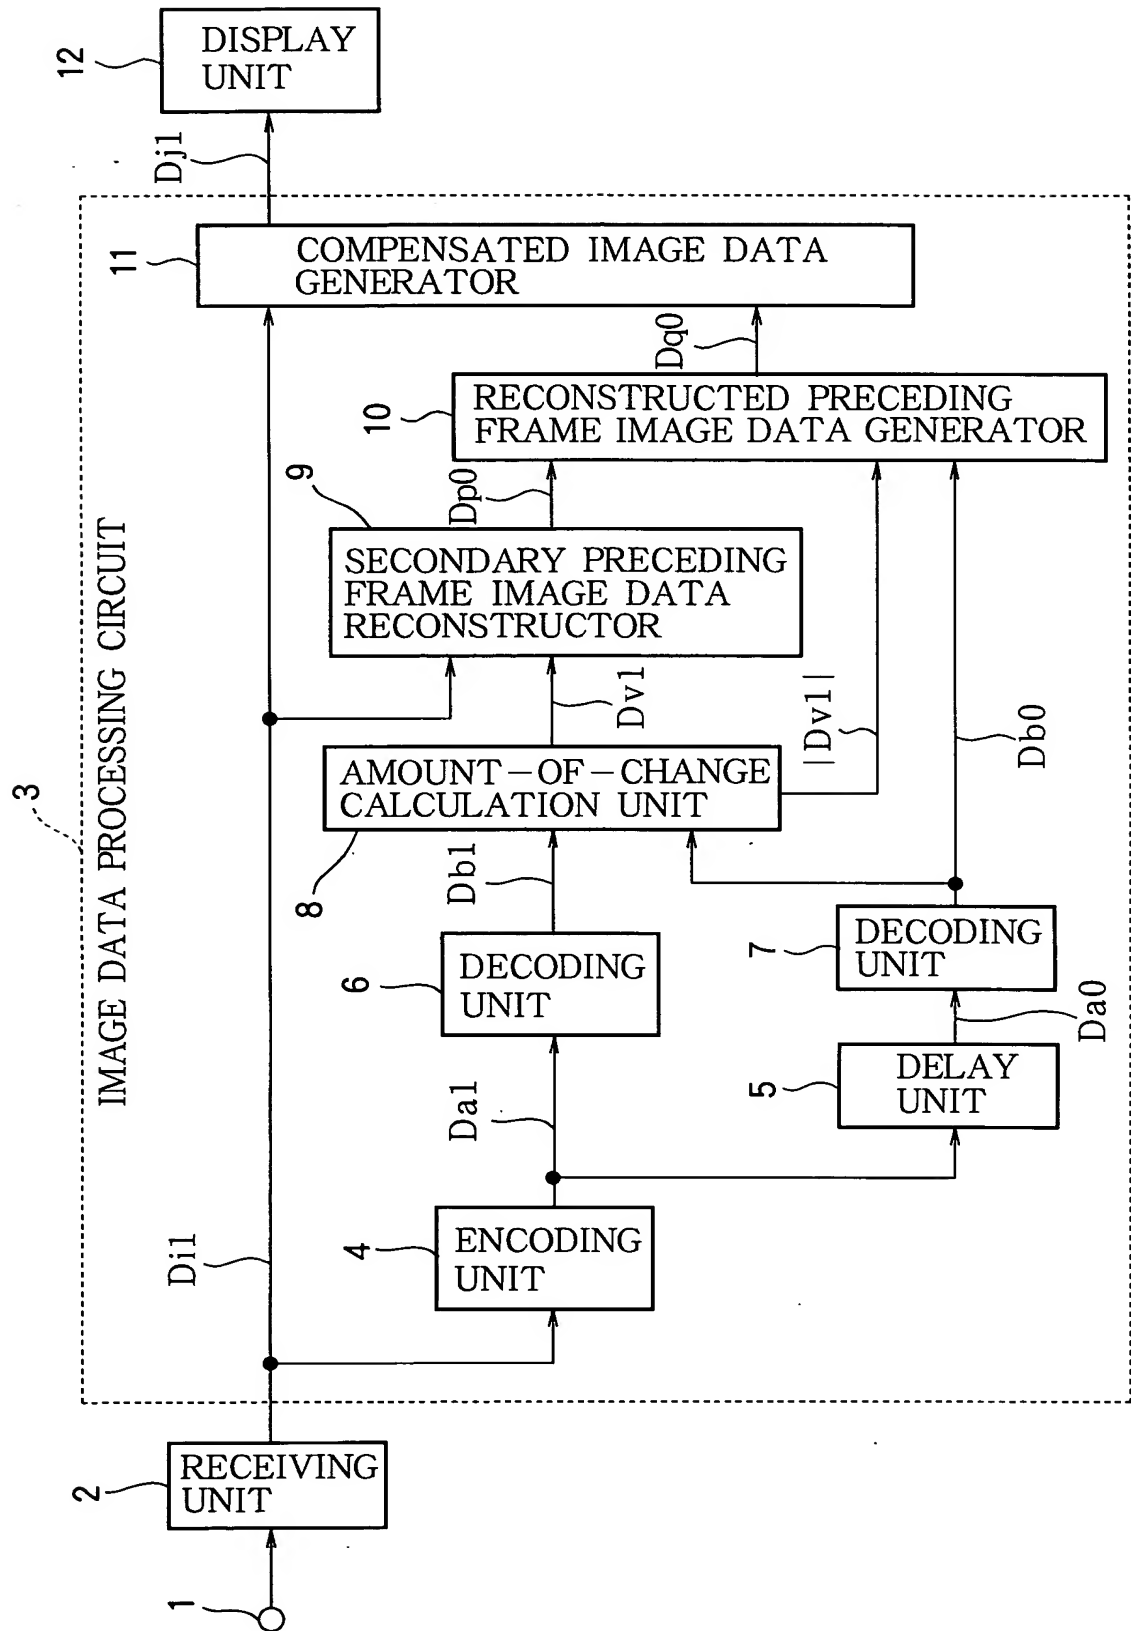 12
DISPLAY
UNIT
Dj1
11
COMPENSATED IMAGE DATA
GENERATOR
Dq0
10
RECONSTRUCTED PRECEDING
FRAME IMAGE DATA GENERATOR
9
Dp0
SECONDARY PRECEDING
FRAME IMAGE DATA
RECONSTRUCTOR
IMAGE DATA PROCESSING CIRCUIT
3
Dv1
|Dv1|
Db0
AMOUNT-OF-CHANGE
CALCULATION UNIT
8
Db1
6
DECODING
UNIT
7
DECODING
UNIT
Da0
Da1
5
DELAY
UNIT
Di1
4
ENCODING
UNIT
2
RECEIVING
UNIT
1